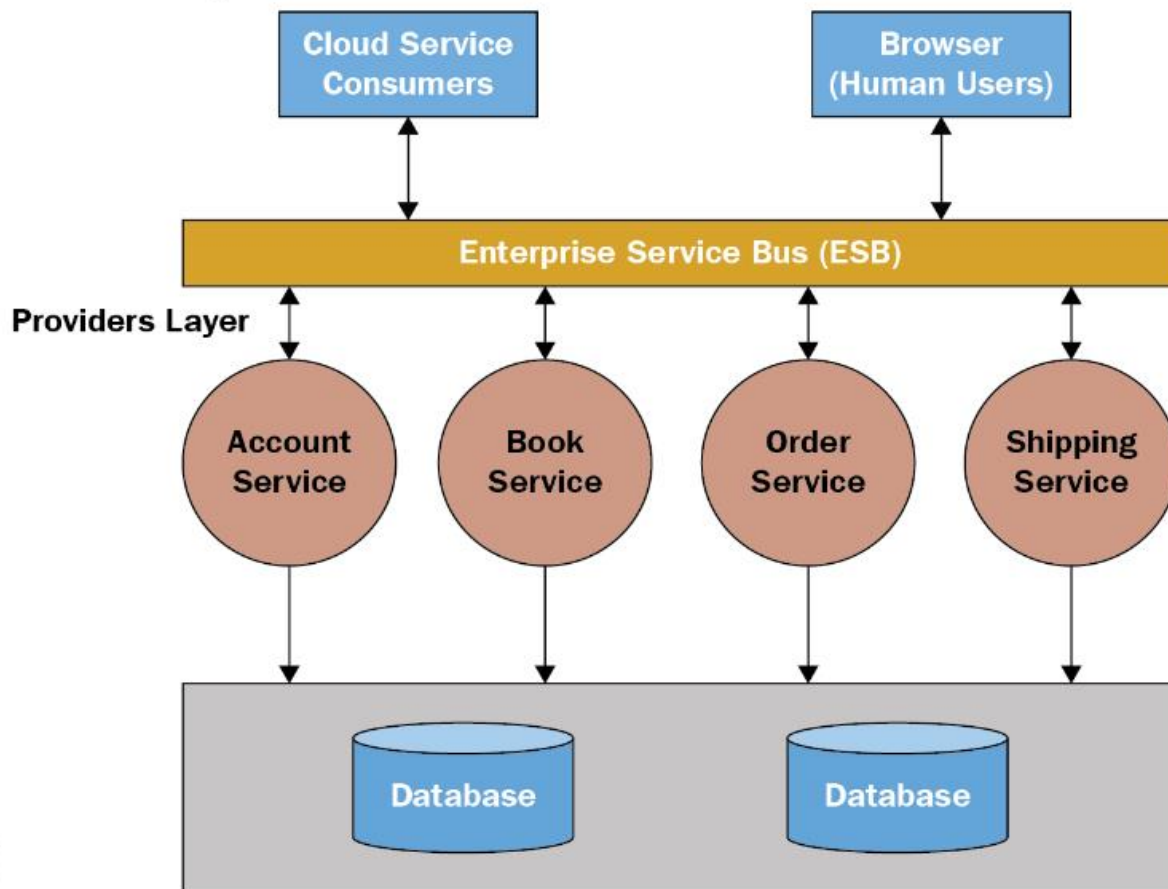 Cloud Service
Consumers
Browser
(Human Users)
Enterprise Service Bus (ESB)
Providers Layer
Account
Service
Book
Service
Order
Service
Shipping
Service
Database
Database